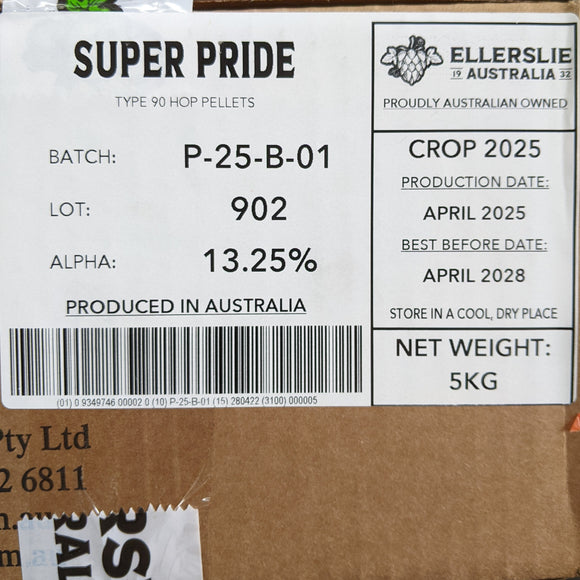 SUPER PRIDE
TYPE 90 HOP PELLETS
BATCH: P-25-B-01
LOT: 902
ALPHA: 13.25%
PRODUCED IN AUSTRALIA
(01) 0 9349746 00002 0 (10) P-25-B-01 (15) 280422 (3100) 000005
ELLERSLIE
19 AUSTRALIA 32
PROUDLY AUSTRALIAN OWNED
CROP 2025
PRODUCTION DATE:
APRIL 2025
BEST BEFORE DATE:
APRIL 2028
STORE IN A COOL, DRY PLACE
NET WEIGHT:
5KG
Pty Ltd
2 6811